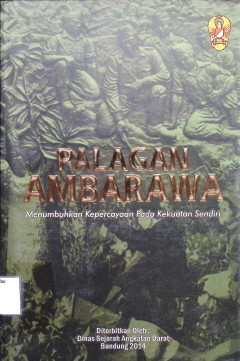 PALAGAN
AMBARAWA
Menumbuhkan Kepercayaan Pada Kekuatan Sendiri
Diterbitkan Oleh :
Dinas Sejarah Angkatan Darat
Bandung 2014